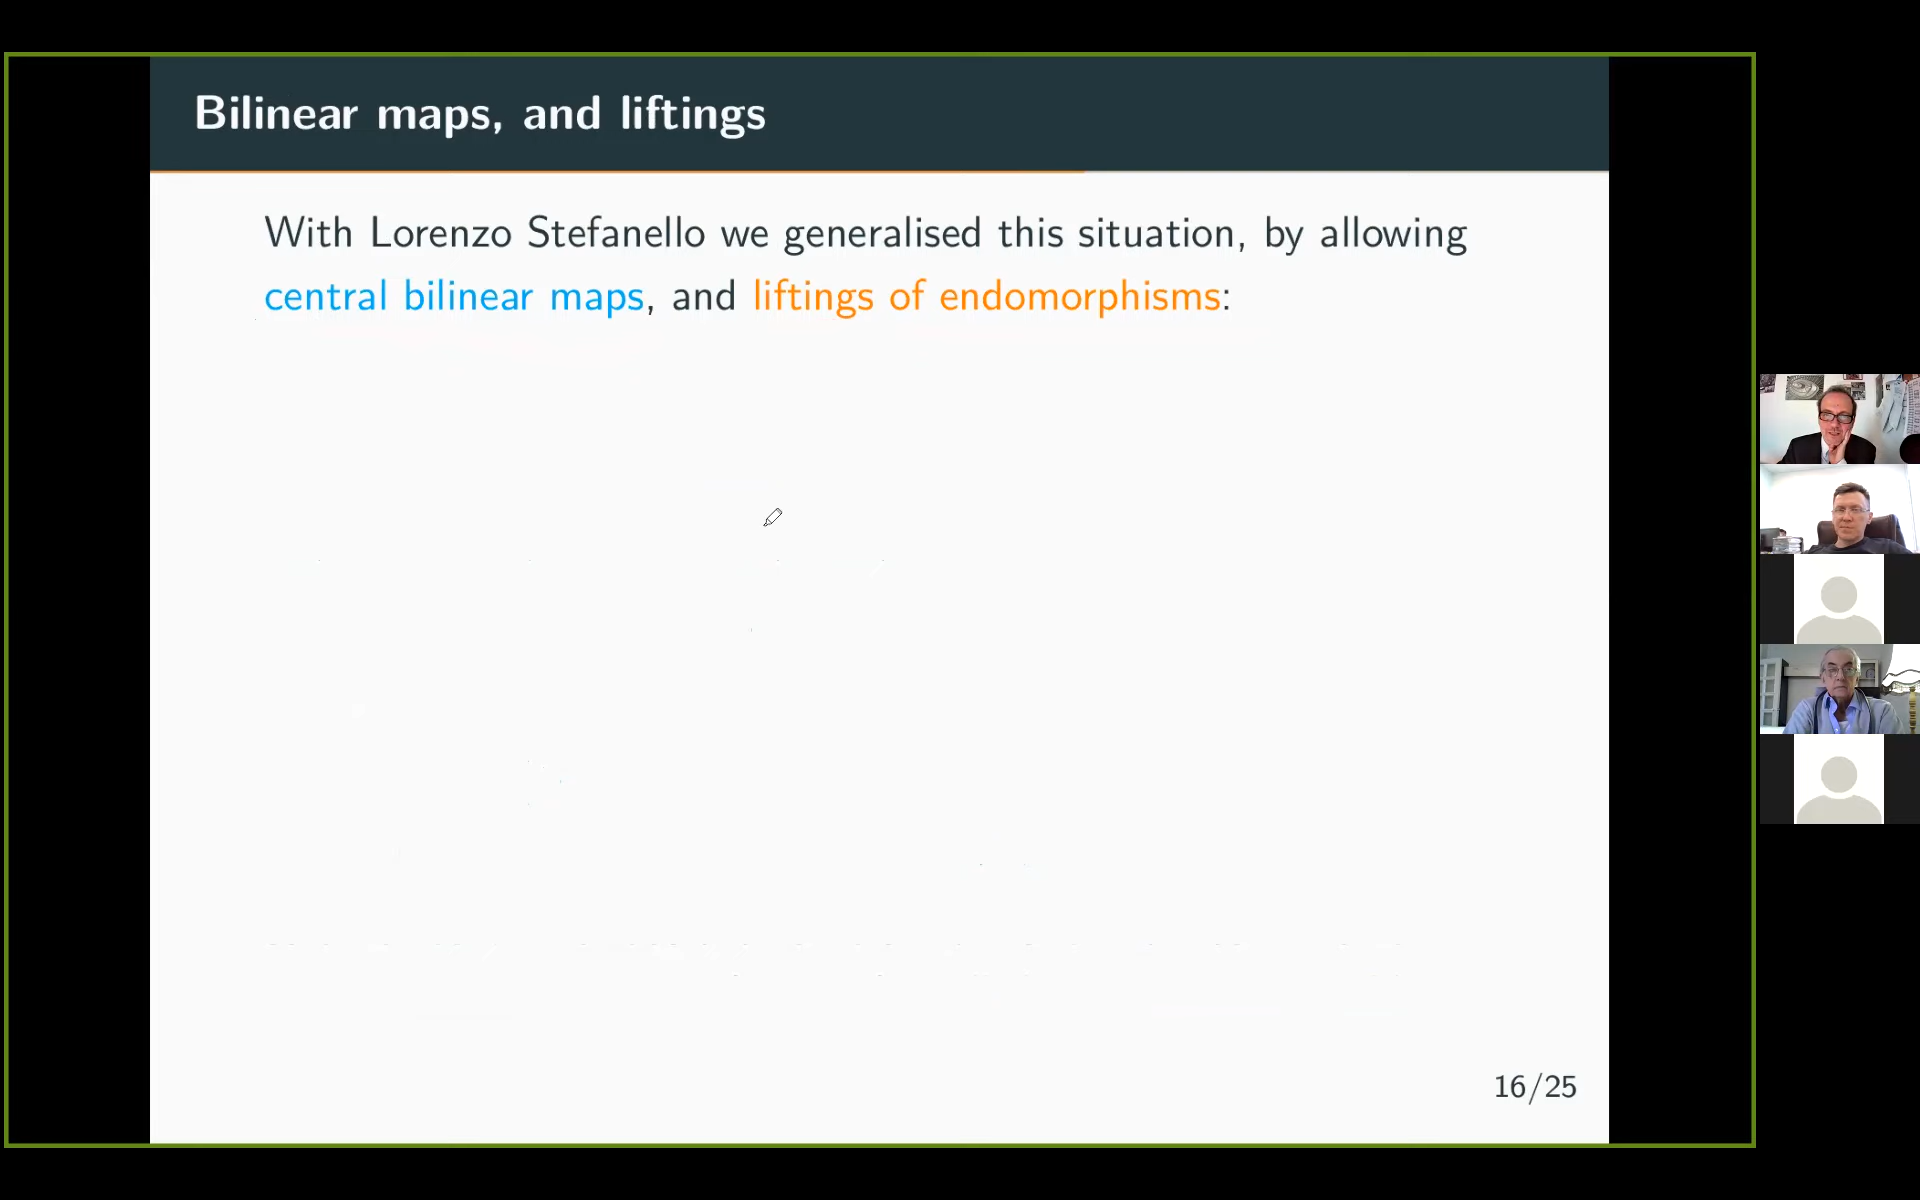 Bilinear maps, and liftings
With Lorenzo Stefanello we generalised this situation, by allowing
central bilinear maps, and liftings of endomorphisms:
16/25